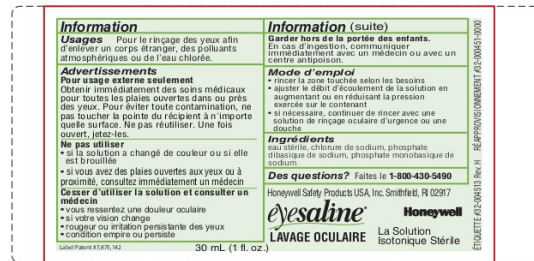 Information
Usages Pour le rinçage des yeux afin
d'enlever un corps étranger, des polluants
atmosphériques ou de l'eau chlorée.
Advertissements
Pour usage externe seulement
Obtenir immédiatement des soins médicaux
pour toutes les plaies ouvertes dans ou près
des yeux. Pour éviter toute contamination, ne
pas toucher la pointu du récipient à n'importe
quelle surface. Ne pas réutiliser. Une fois
ouvert, jetez-les.
Ne pas utiliser
• si la solution a changé de couleur ou si elle
est brouillée
• si vous avez des plaies ouvertes aux yeux ou à
proximité, consultez immédiatement un médecin
Cesser d'utiliser la solution et consulter un
médecin
• vous ressentez une douleur oculaire
• si votre vision change
• rougeur ou irritation persistante des yeux
• condition empire ou persiste
Label Patent #7,875,142
30 mL (1 fl. oz.)
Information (suite)
Garder hors de la portée des enfants.
En cas d'ingestion, communiquer
immédiatement avec un médecin ou avec un
centre antipoison.
Mode d'emploi
• rincer la zone touchée selon les besoins
• ajuster le débit d'écoulement de la solution en
augmentant ou en réduisant la pression
exercée sur le contenant
• si nécessaire, continuer de rincer avec une
solution de rinçage oculaire d'urgence ou une
douche
Ingrédients
eau stérile, chlorure de sodium, phosphate
dibasique de sodium, phosphate monobasique de
sodium
Des questions? Faites le 1-800-430-5490
Honeywell Safety Products USA, Inc. Smithfield, RI 02917
eyesaline®
LAVAGE OCULAIRE
Honeywell
La Solution
Isotonique Stérile
ÉTIQUETTE #32-004513 Rev.H RÉAPPROVISIONNEMENT #32-000451-0000